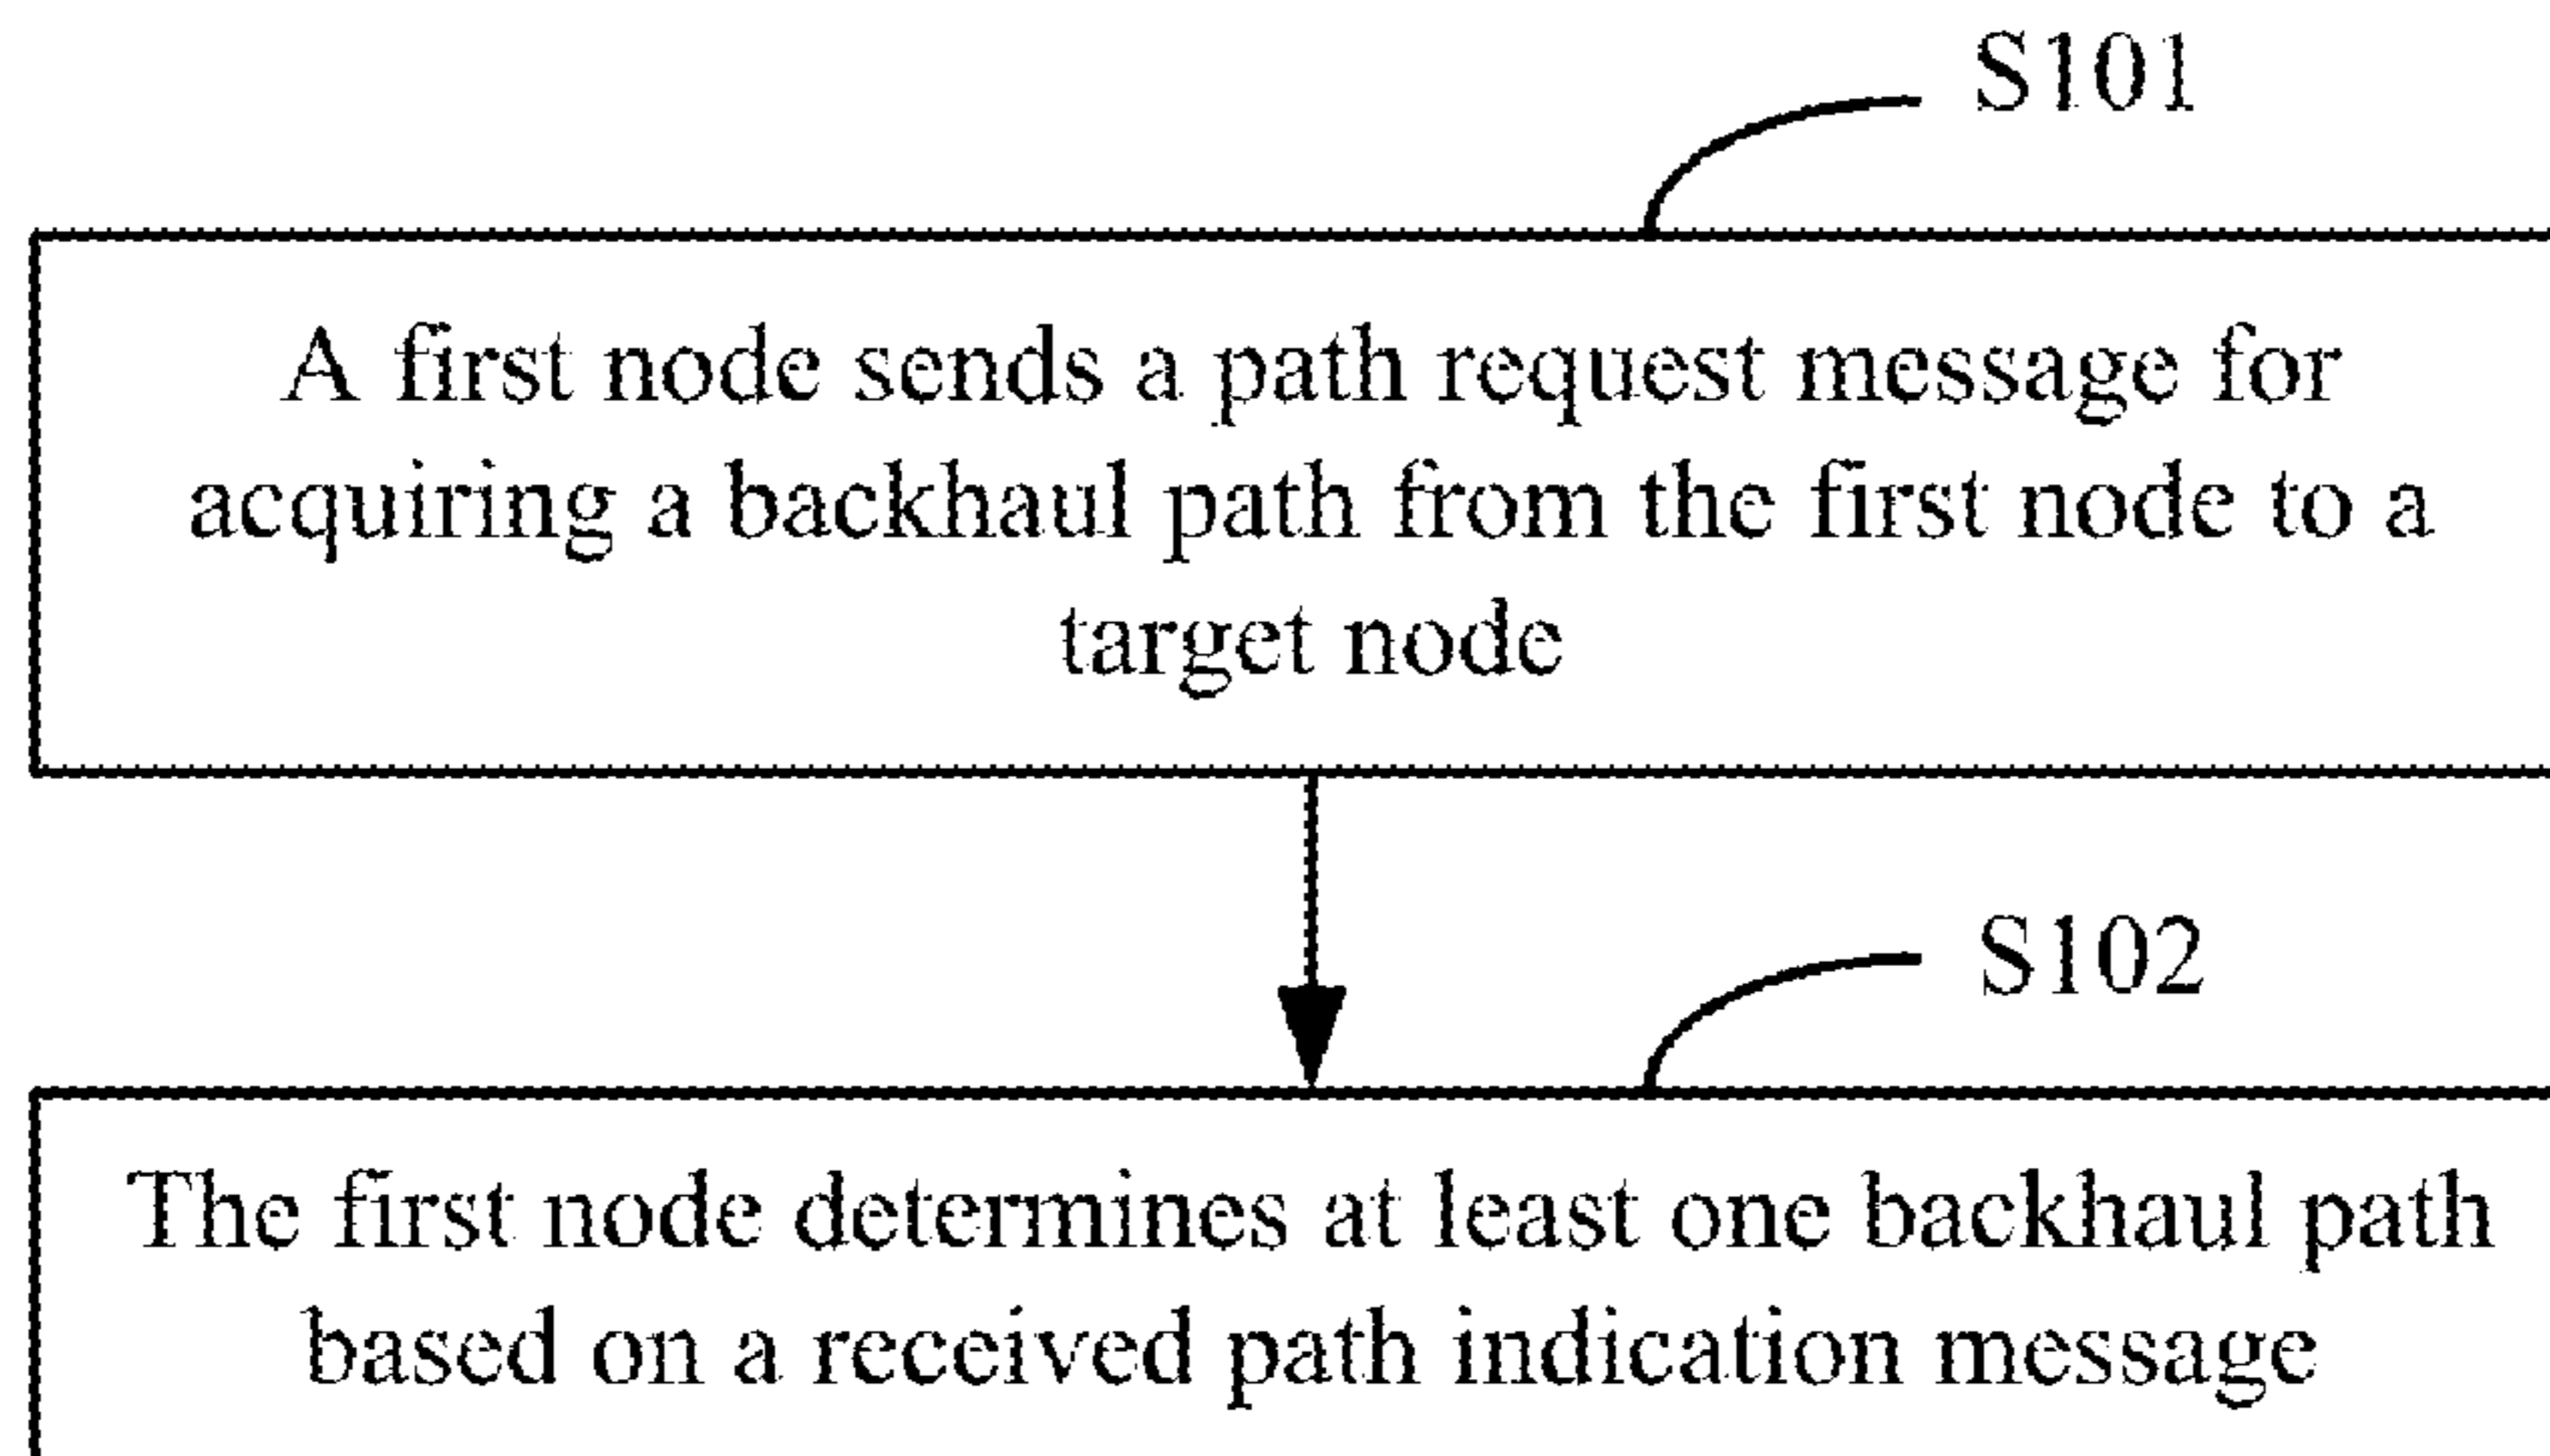 S101
A first node sends a path request message for
acquiring a backhaul path from the first node to a
target node
S102
The first node determines at least one backhaul path
based on a received path indication message